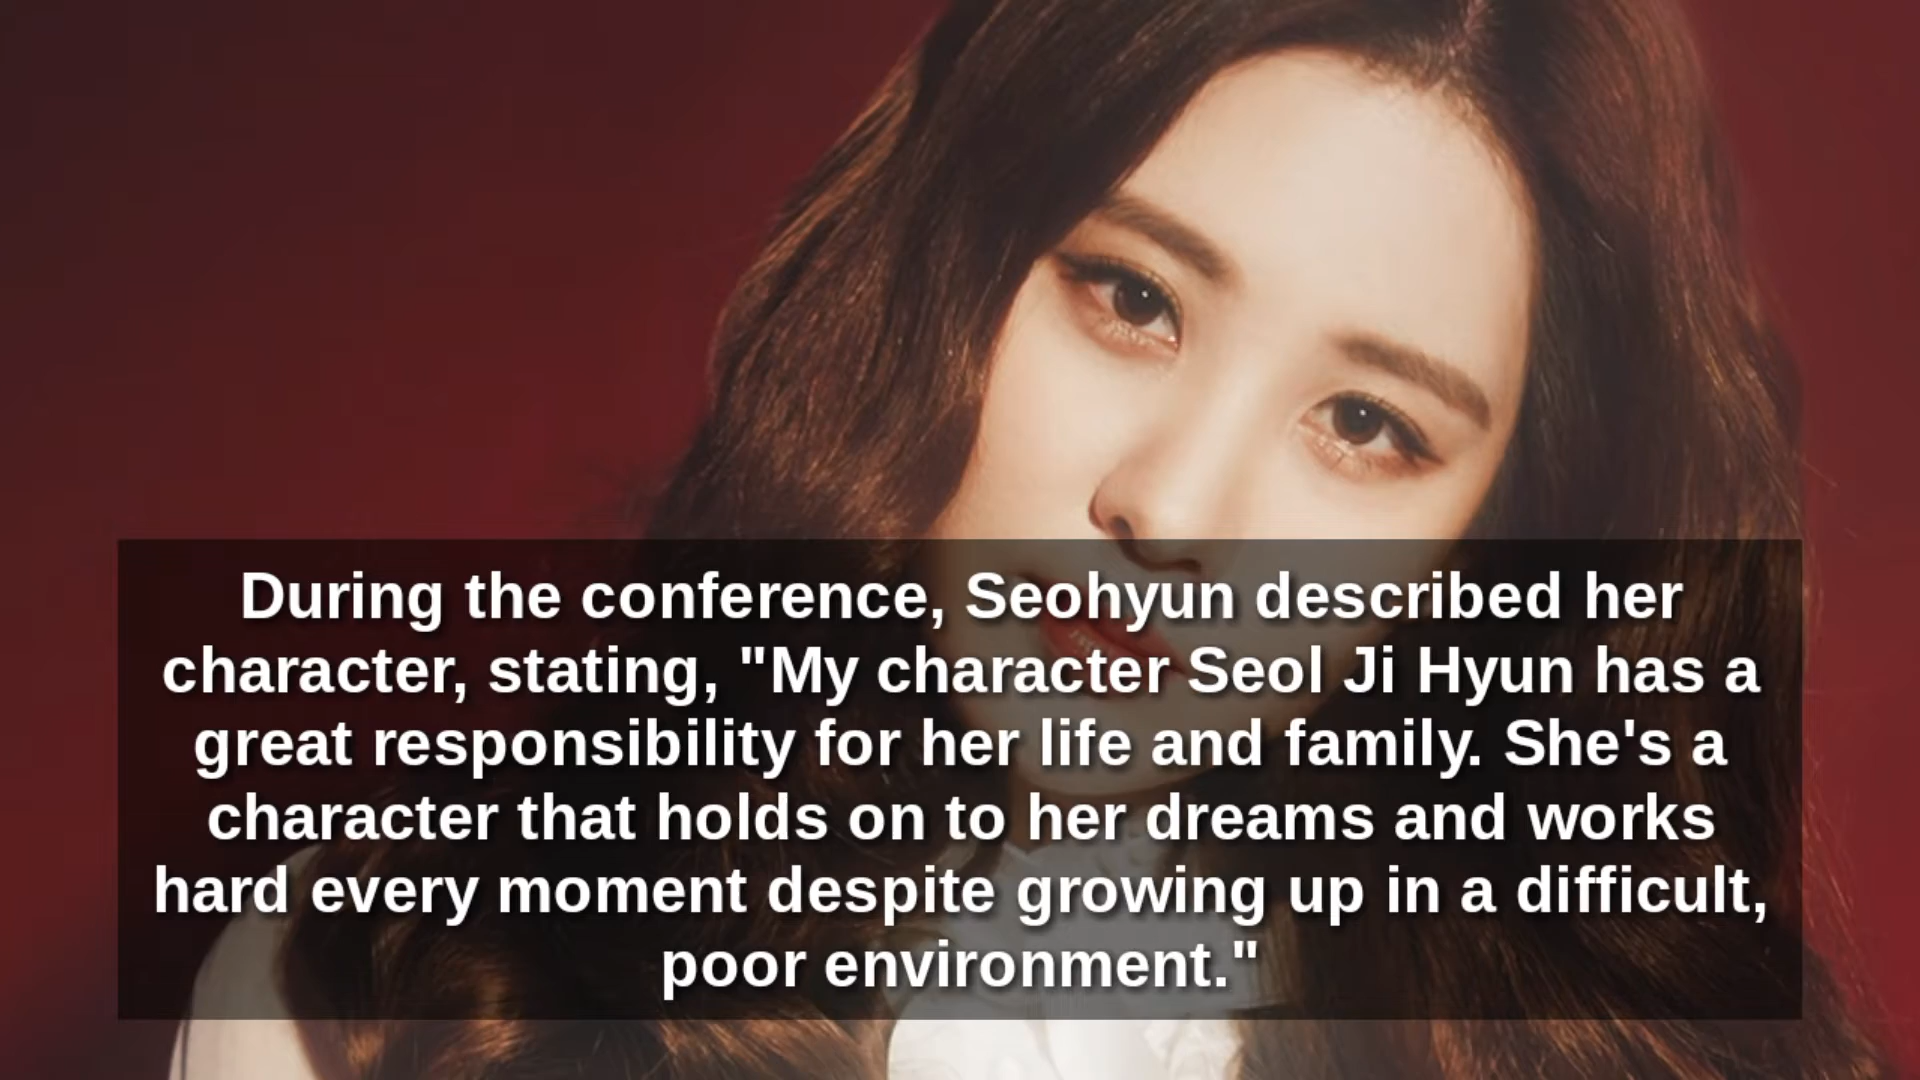 During the conference, Seohyun described her
character, stating, "My character Seol Ji Hyun has a
great responsibility for her life and family. She's a
character that holds on to her dreams and works
hard every moment despite growing up in a difficult,
poor environment."